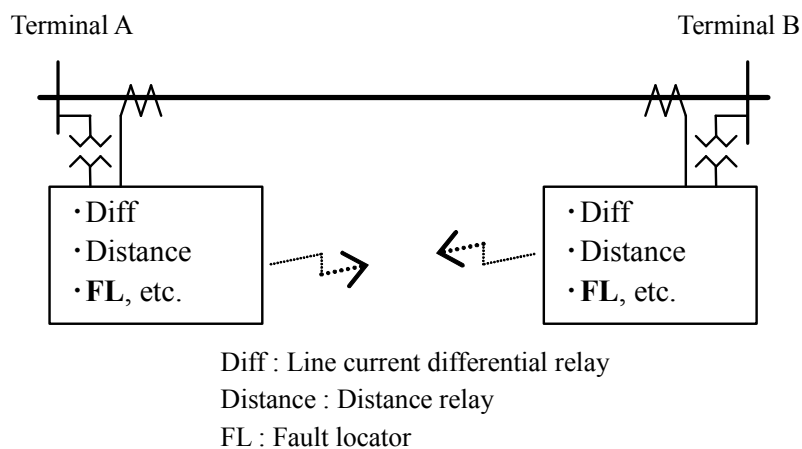 Terminal A
Terminal B
・Diff
・Distance
・FL, etc.
・Diff
・Distance
・FL, etc.
Diff : Line current differential relay
Distance : Distance relay
FL : Fault locator